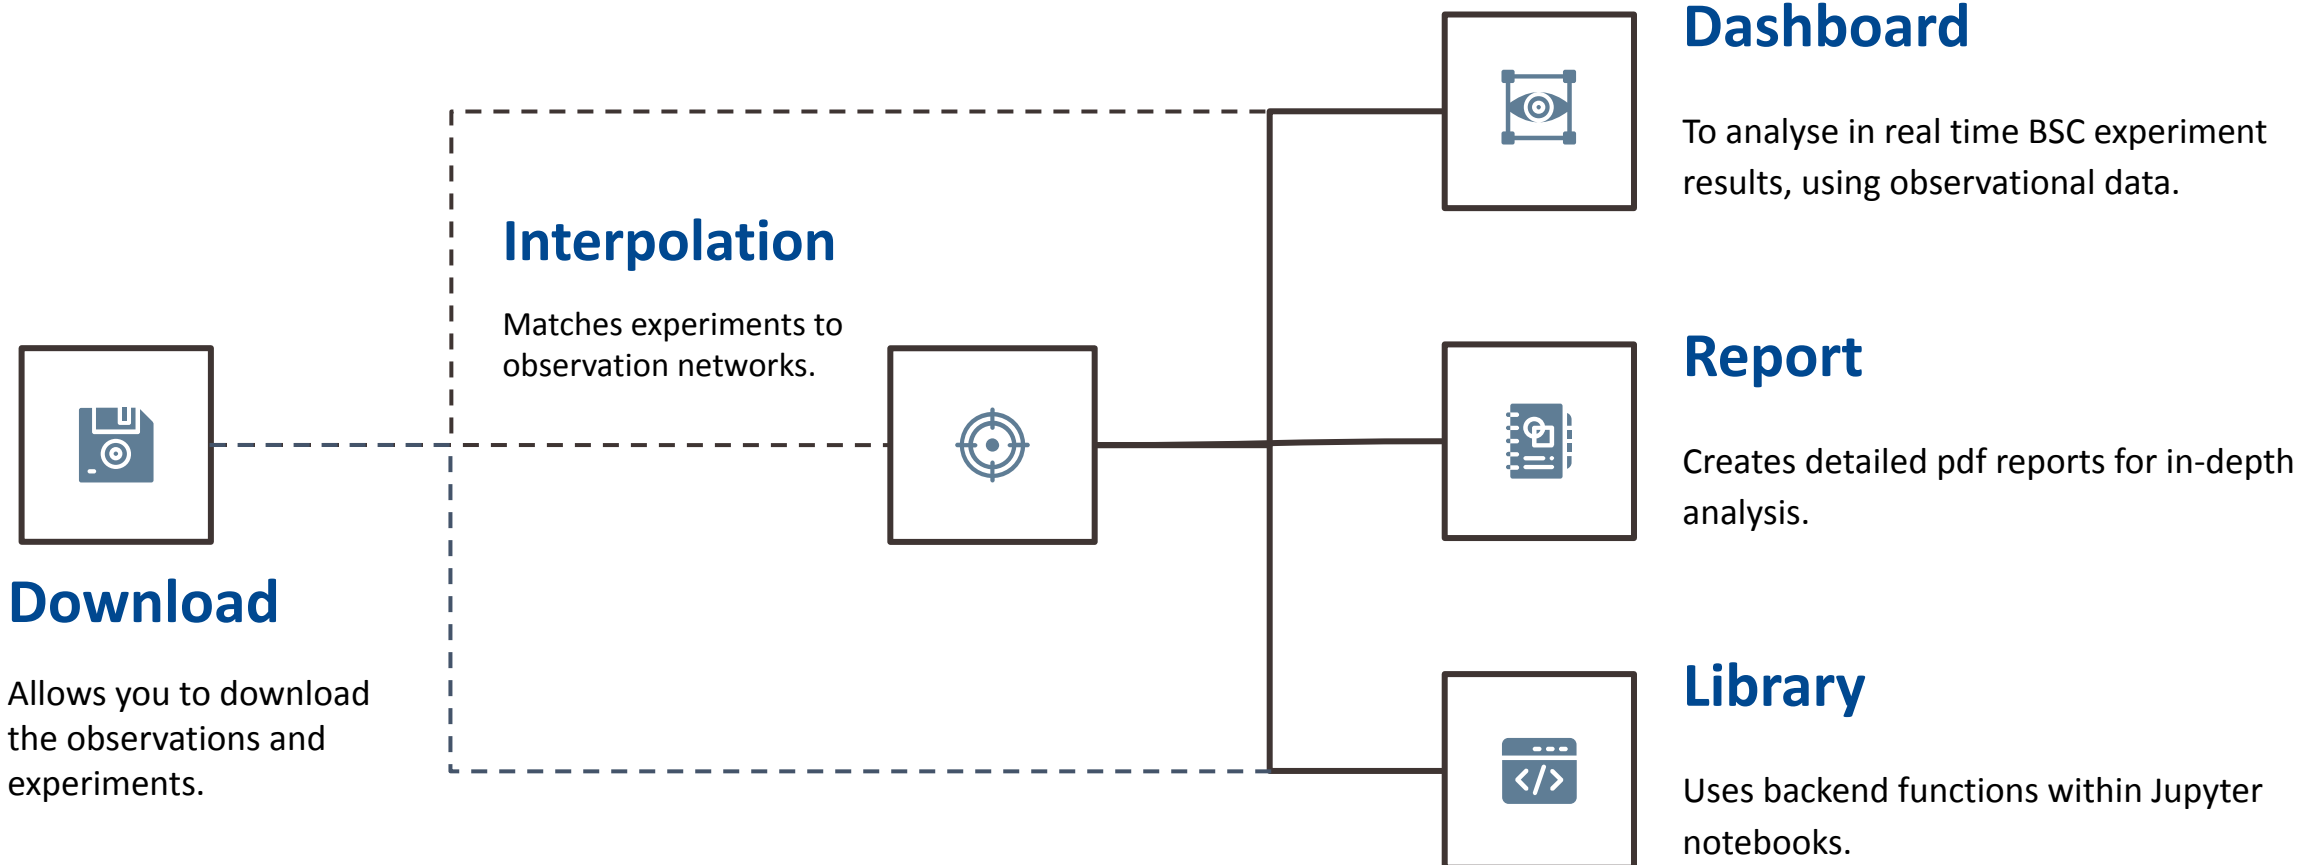 Download
Allows you to download
the observations and
experiments.
Interpolation
Matches experiments to
observation networks.
Dashboard
To analyse in real time BSC experiment
results, using observational data.
Report
Creates detailed pdf reports for in-depth
analysis.
Library
Uses backend functions within Jupyter
notebooks.